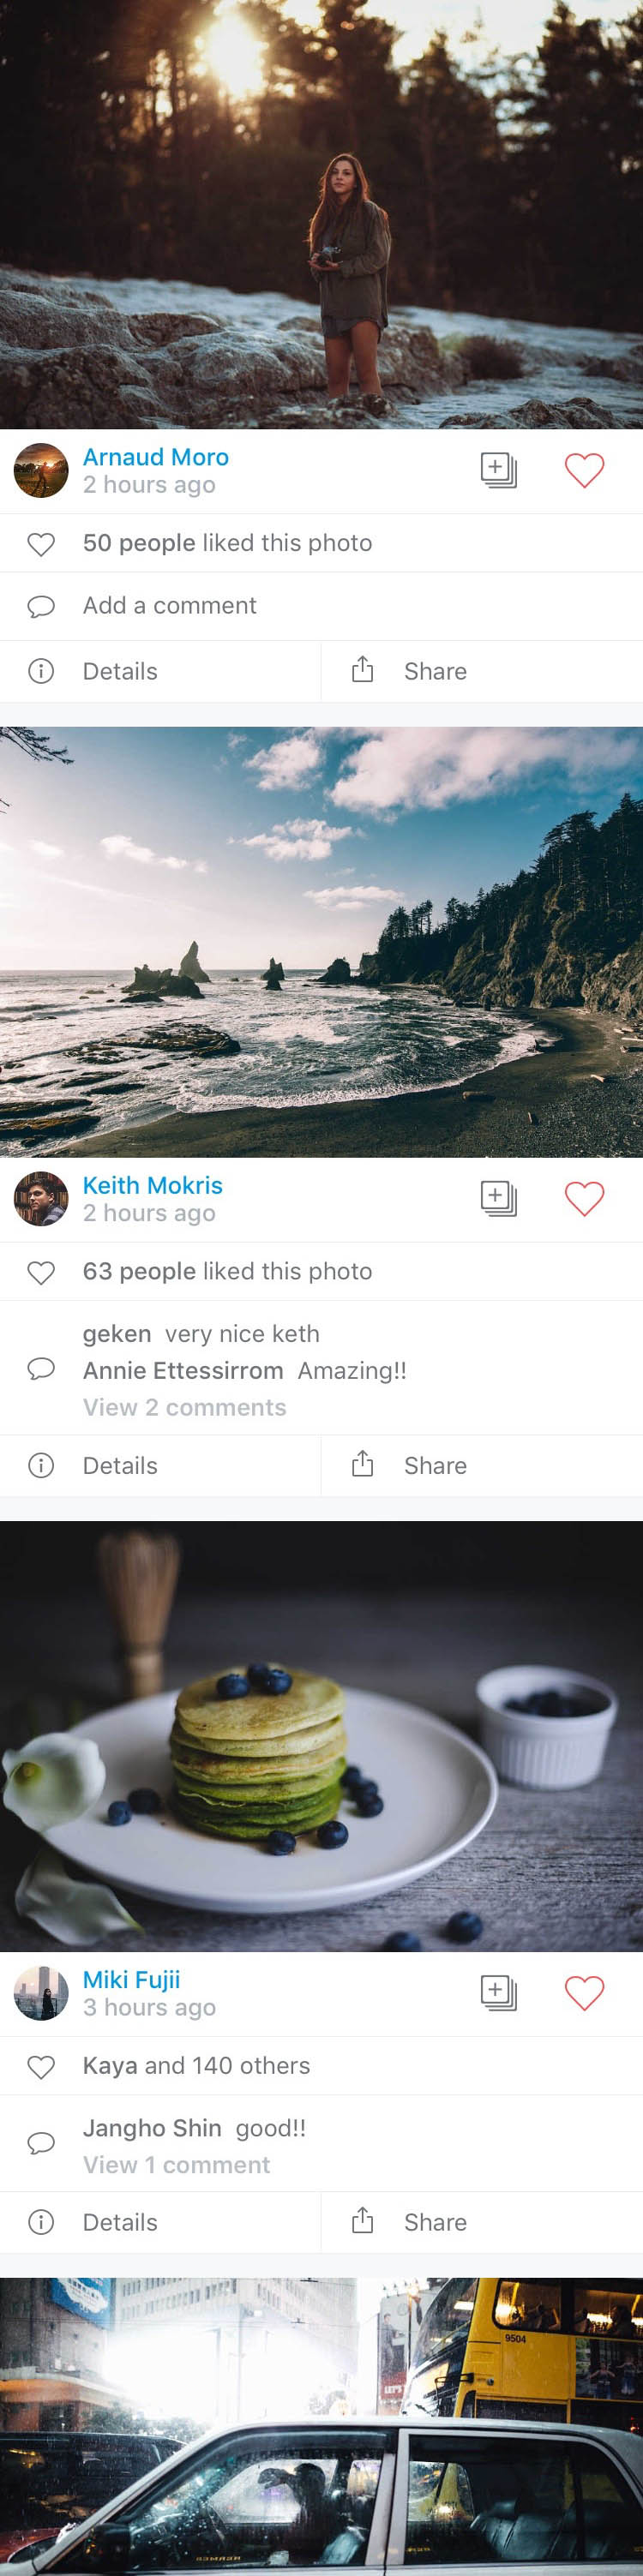 Arnaud Moro
2 hours ago
50 people liked this photo
Add a comment
Details Share
Keith Mokris
2 hours ago
63 people liked this photo
geken very nice keth
Annie Ettessirrom Amazing!!
View 2 comments
Details Share
Miki Fujii
3 hours ago
Kaya and 140 others
Jangho Shin good!!
View 1 comment
Details Share
9504
LET'S